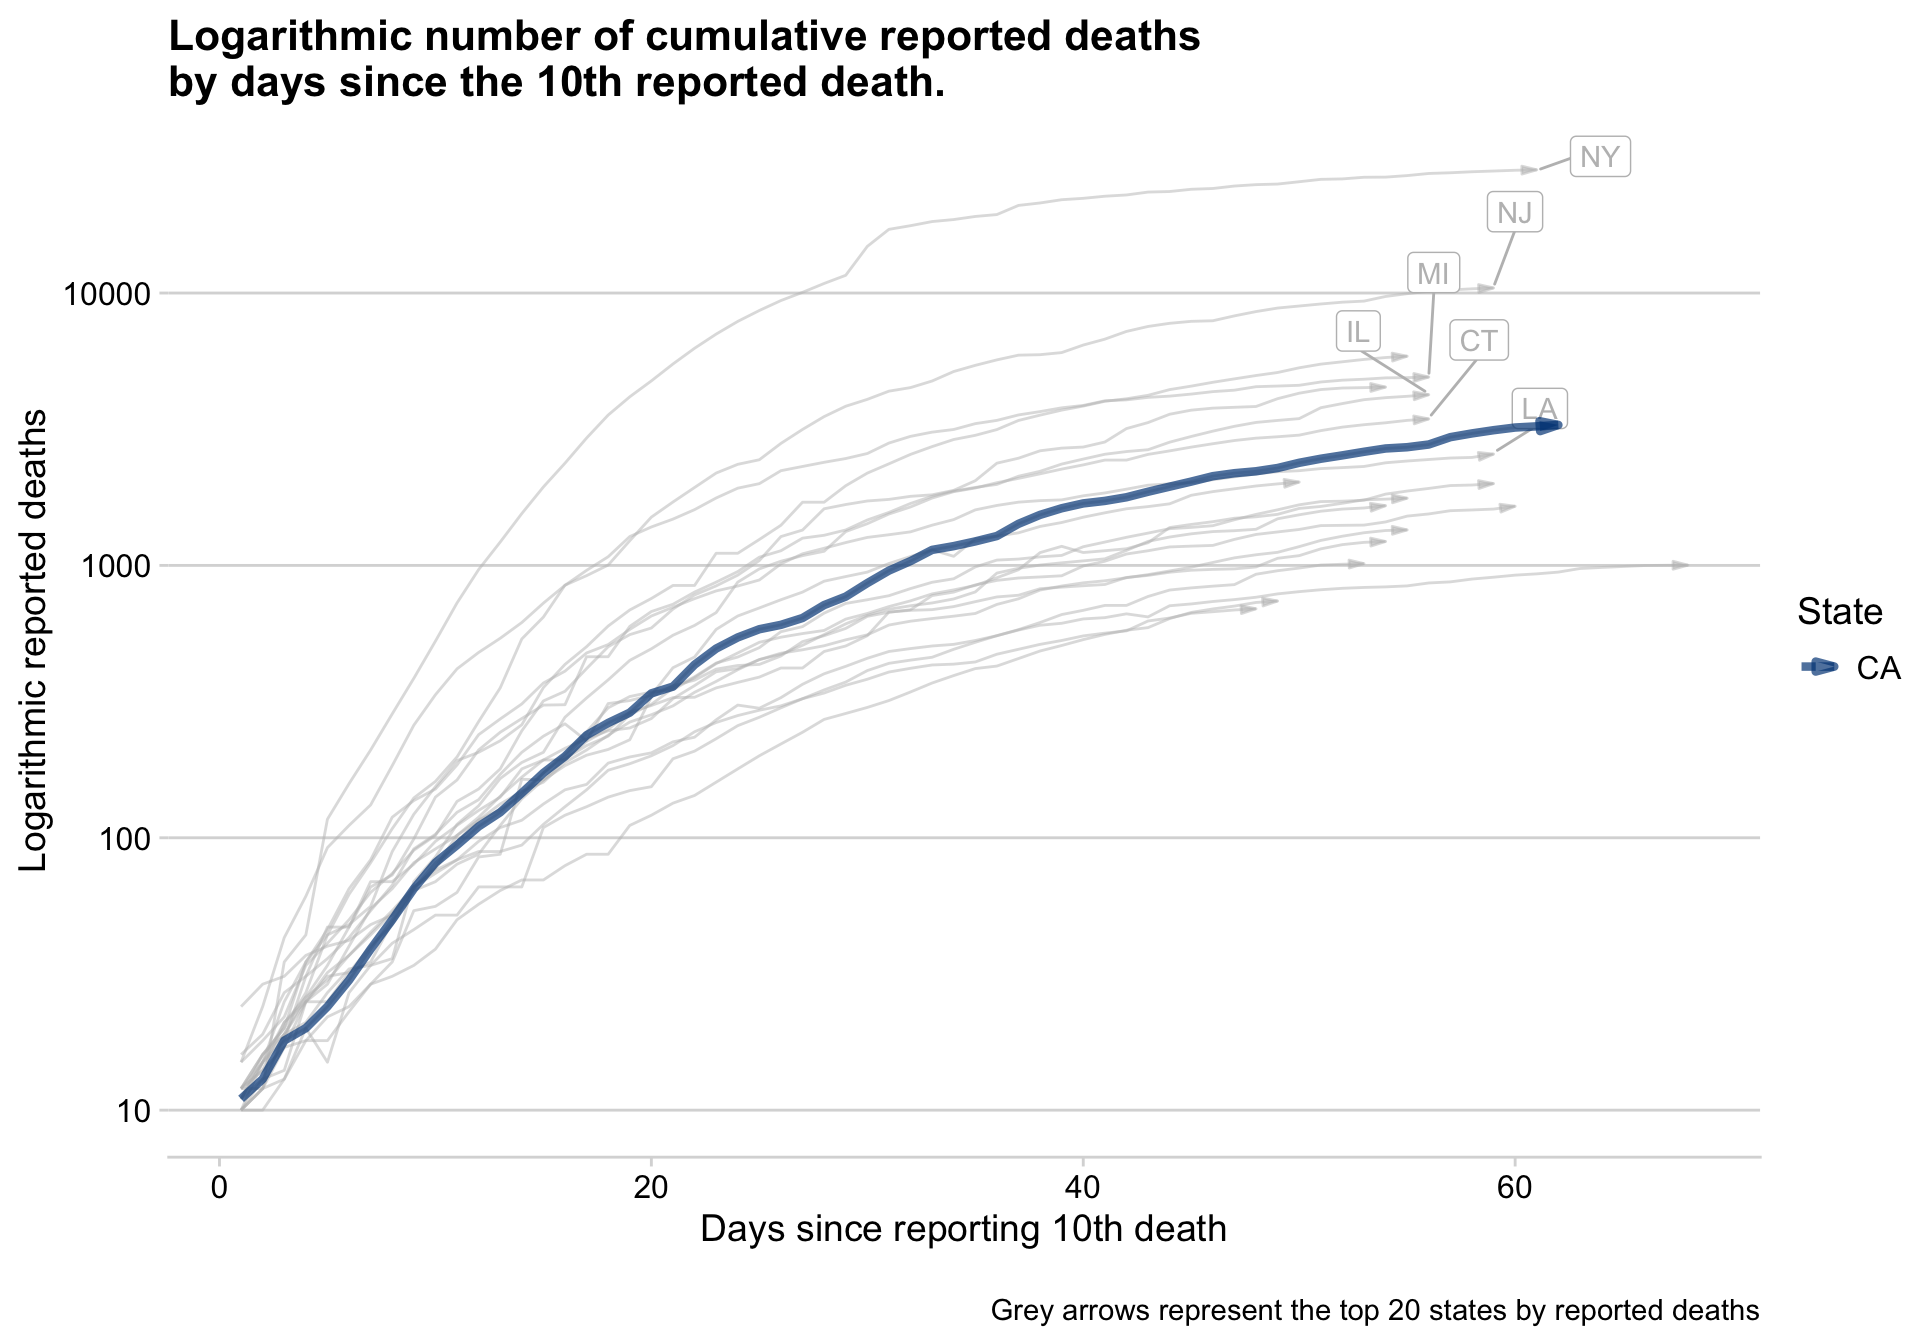 Logarithmic number of cumulative reported deaths
by days since the 10th reported death.
NY
NJ
MI
IL
CT
LA
10000
1000
100
10
Logarithmic reported deaths
0
20
40
60
Days since reporting 10th death
State
CA
Grey arrows represent the top 20 states by reported deaths